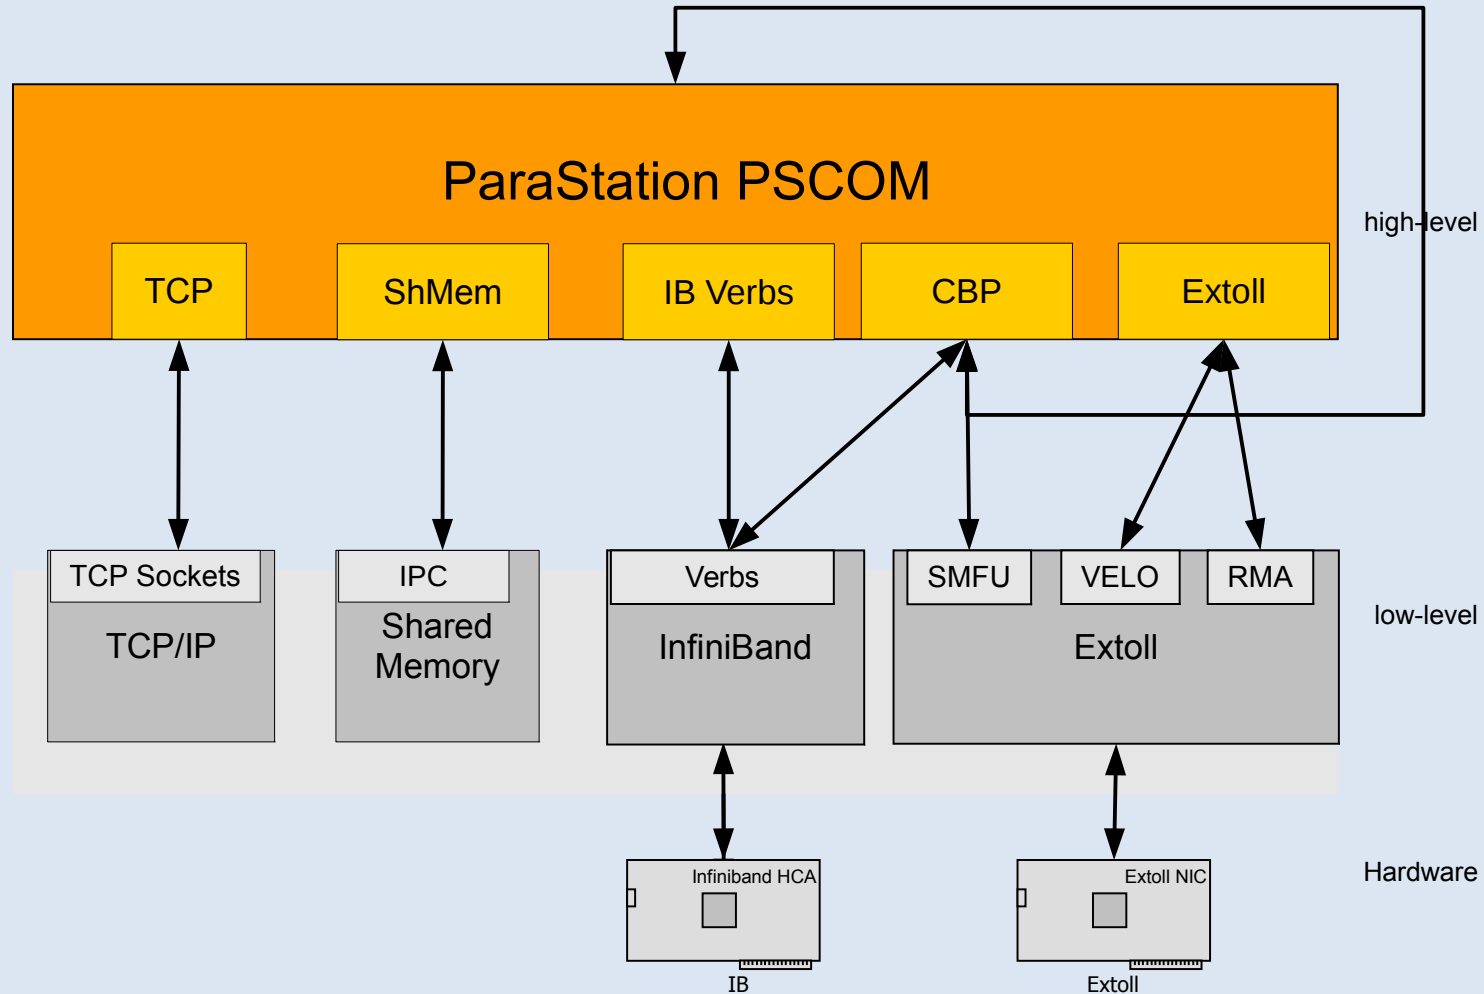 ParaStation PSCOM
high-level
TCP
ShMem
IB Verbs
CBP
Extoll
TCP Sockets
IPC
Verbs
SMFU
VELO
RMA
TCP/IP
Shared
Memory
InfiniBand
Extoll
low-level
Infiniband HCA
Extoll NIC
Hardware
IB
Extoll